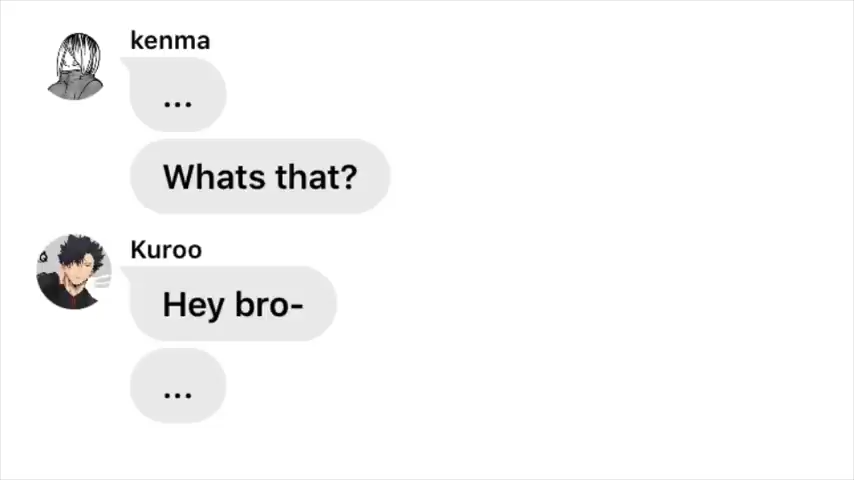 kenma
...
Whats that?
Kuroo
Hey bro-
...